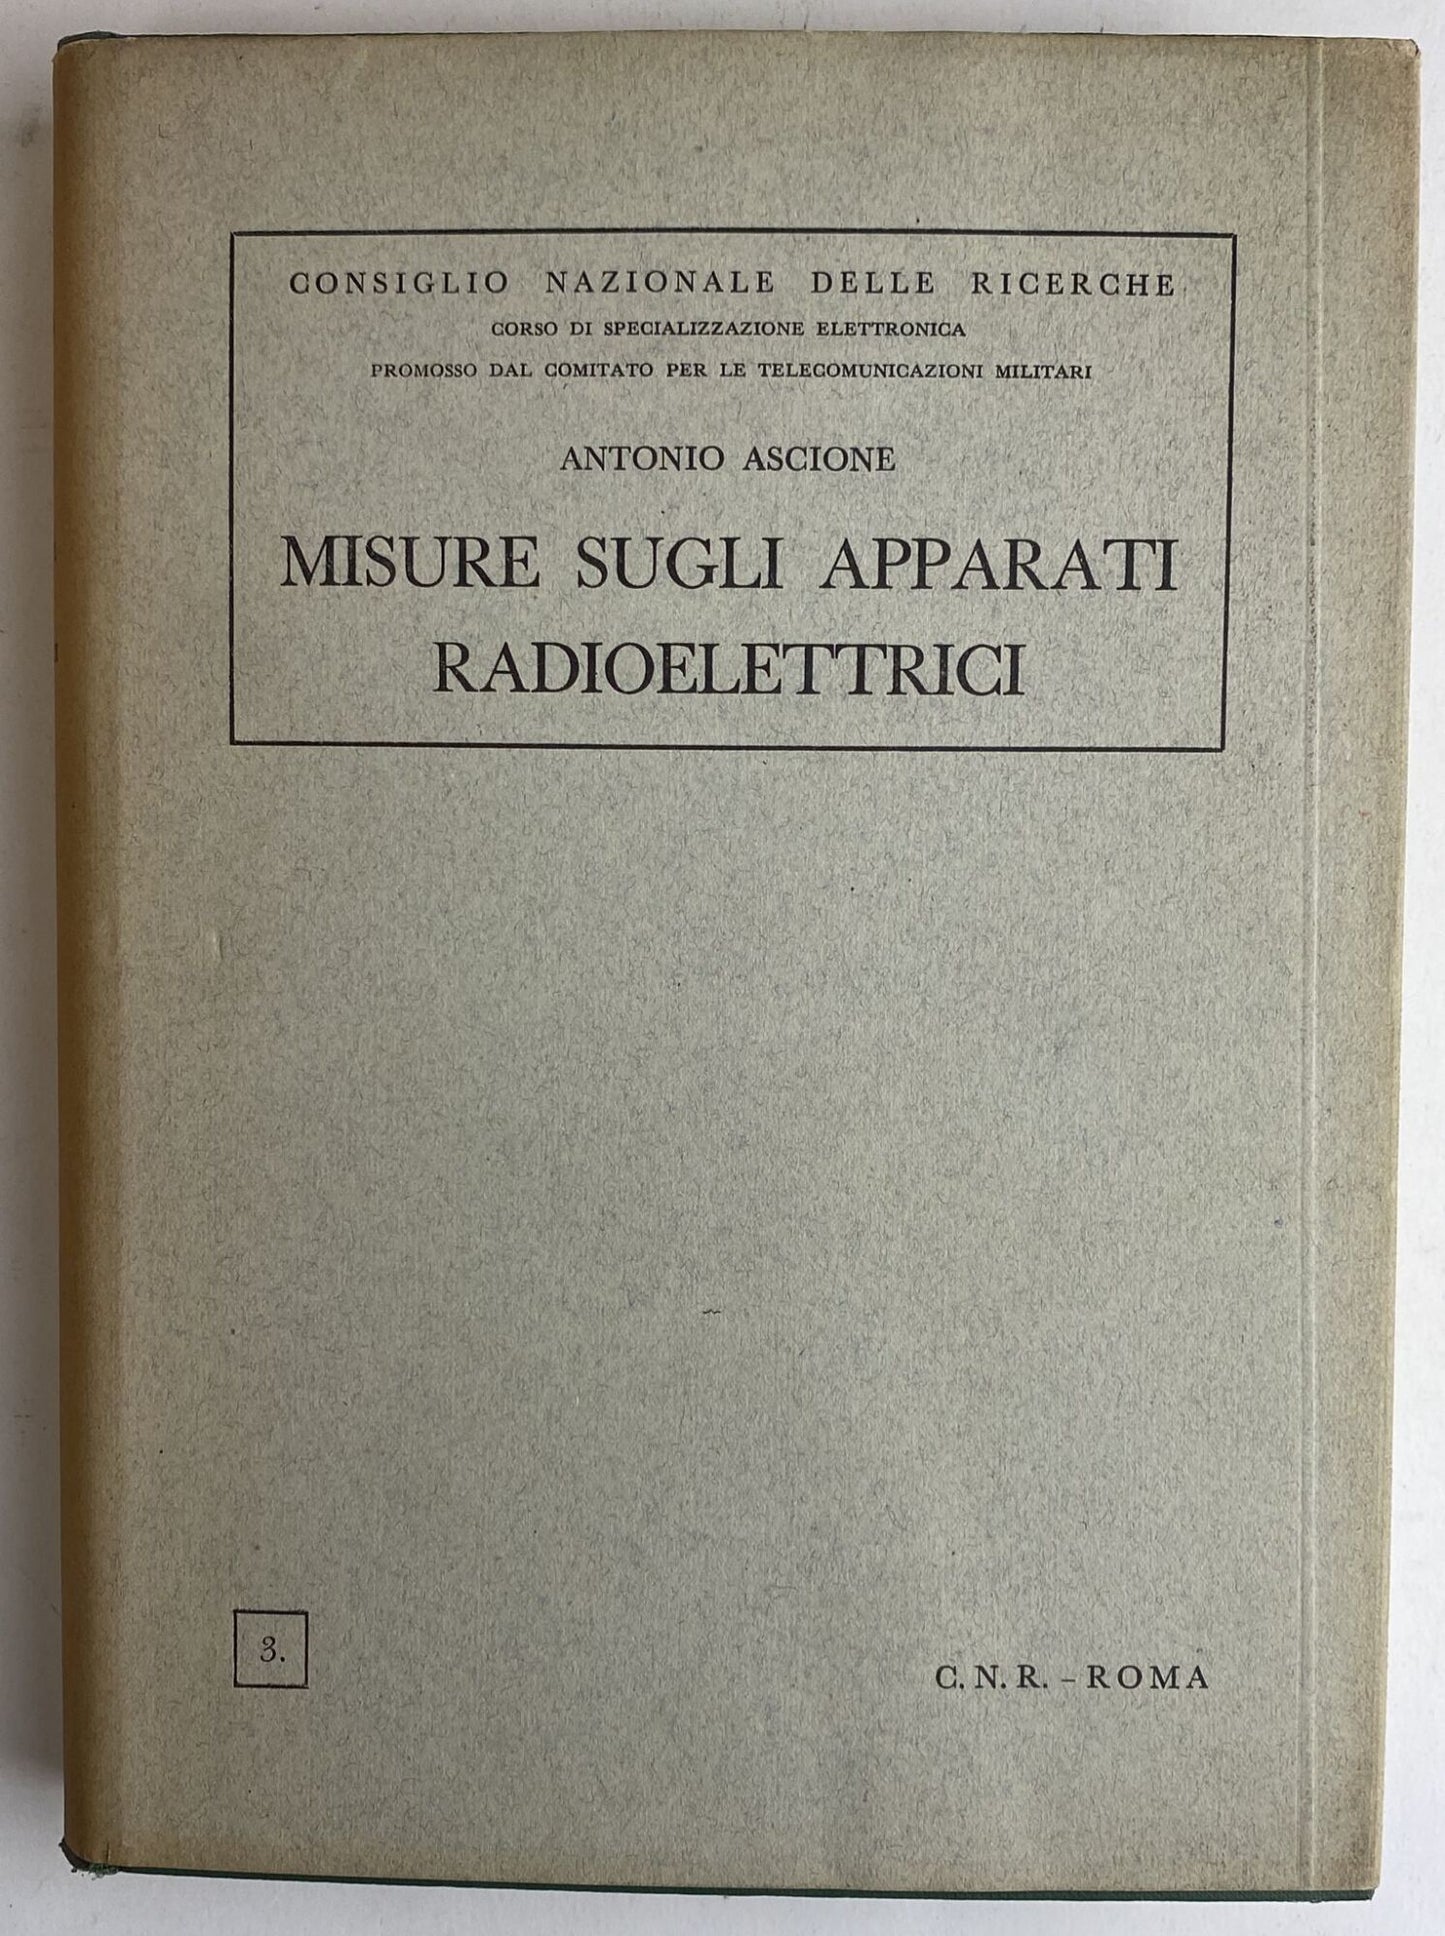 CONSIGLIO NAZIONALE DELLE RICERCHE
CORSO DI SPECIALIZZAZIONE ELETTRONICA
PROMOSSO DAL COMITATO PER LE TELECOMUNICAZIONI MILITARI
ANTONIO ASCIONE
MISURE SUGLI APPARATI
RADIOELETTRICI
3.
C. N. R. – ROMA